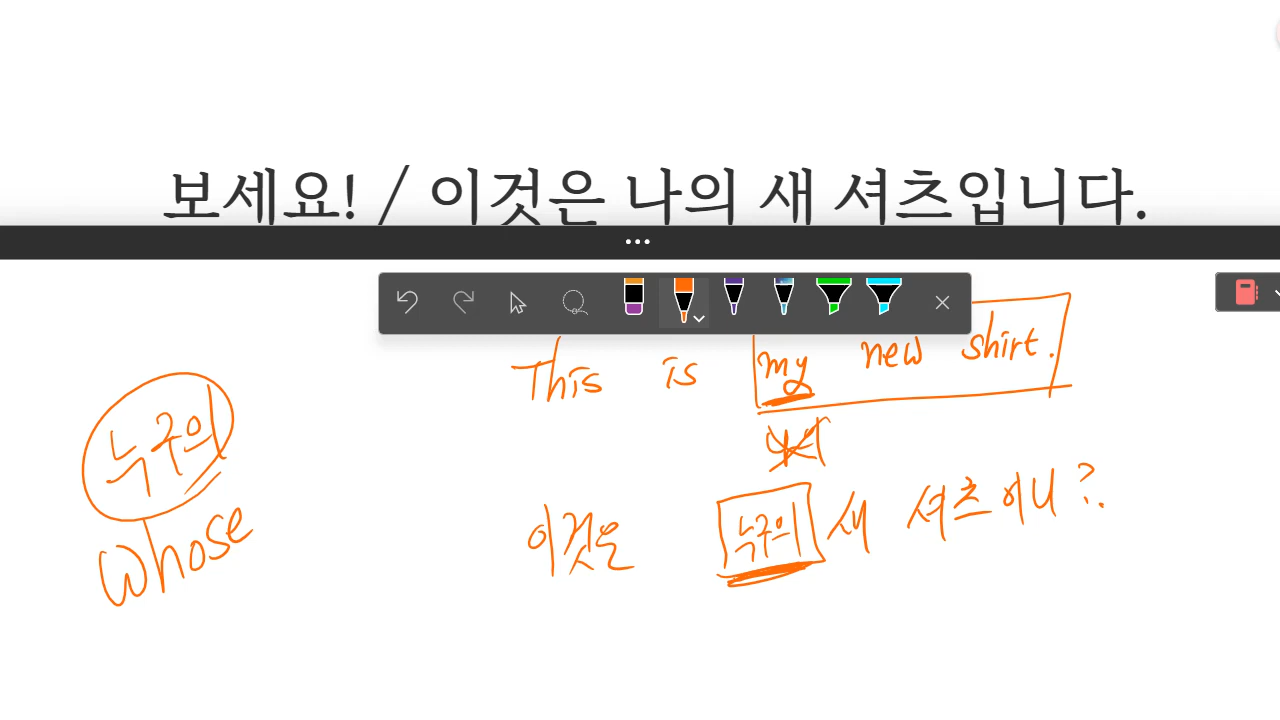 보세요! / 이것은 나의 새 셔츠입니다.
This is my new shirt.
누구의
whose
이것은 누구의 새 셔츠이니?